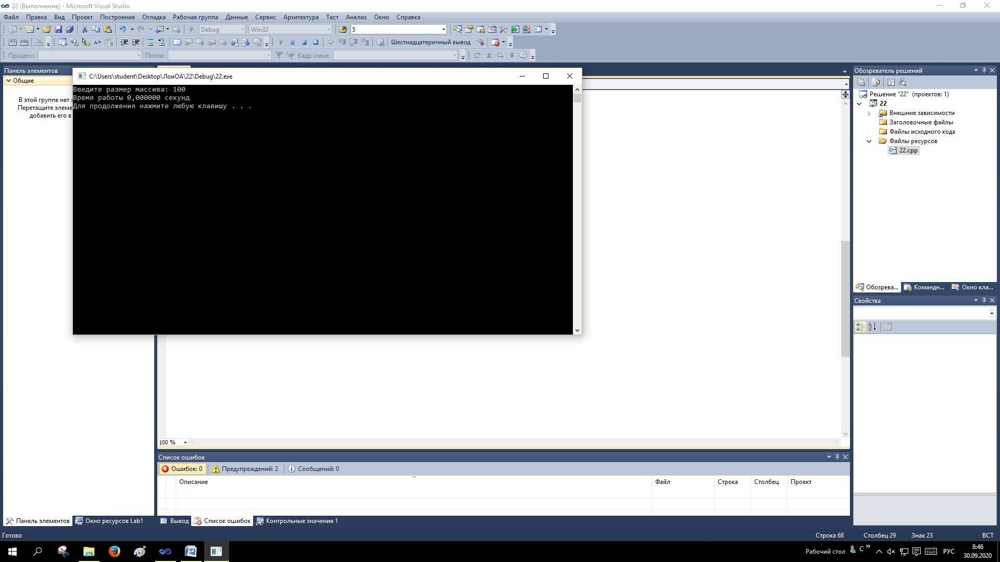 22 (Выполнение) - Microsoft Visual Studio
Файл Правка Вид Проект Построение Отладка Рабочая группа Данные Сервис Архитектура Тест Анализ Окно Справка
Debug Win32 5
Шестнадцатеричный вывод
Процесс: Поток: Кадр стека:
Панель элементов
Общие
В этой группе нет
Перетащите элеме
добавить его в
C:\Users\student\Desktop\ЛоиОА\22\Debug\22.exe
Введите размер массива: 100
Время работы 0,000000 секунд
Для продолжения нажмите любую клавишу . . .
100 %
Список ошибок
Ошибок: 0 Предупреждений: 2 Сообщений: 0
Описание Файл Строка Столбец Проект
Панель элементов Окно ресурсов Lab1 Вывод Список ошибок Контрольные значения 1
Обозреватель решений
Решение "22" (проектов: 1)
22
Внешние зависимости
Заголовочные файлы
Файлы исходного кода
Файлы ресурсов
22.cpp
Обозрева... Командн... Окно кла...
Свойства
Готово Строка 68 Столбец 29 Знак 23 ВСТ
Рабочий стол C » РУС
8:46
30.09.2020